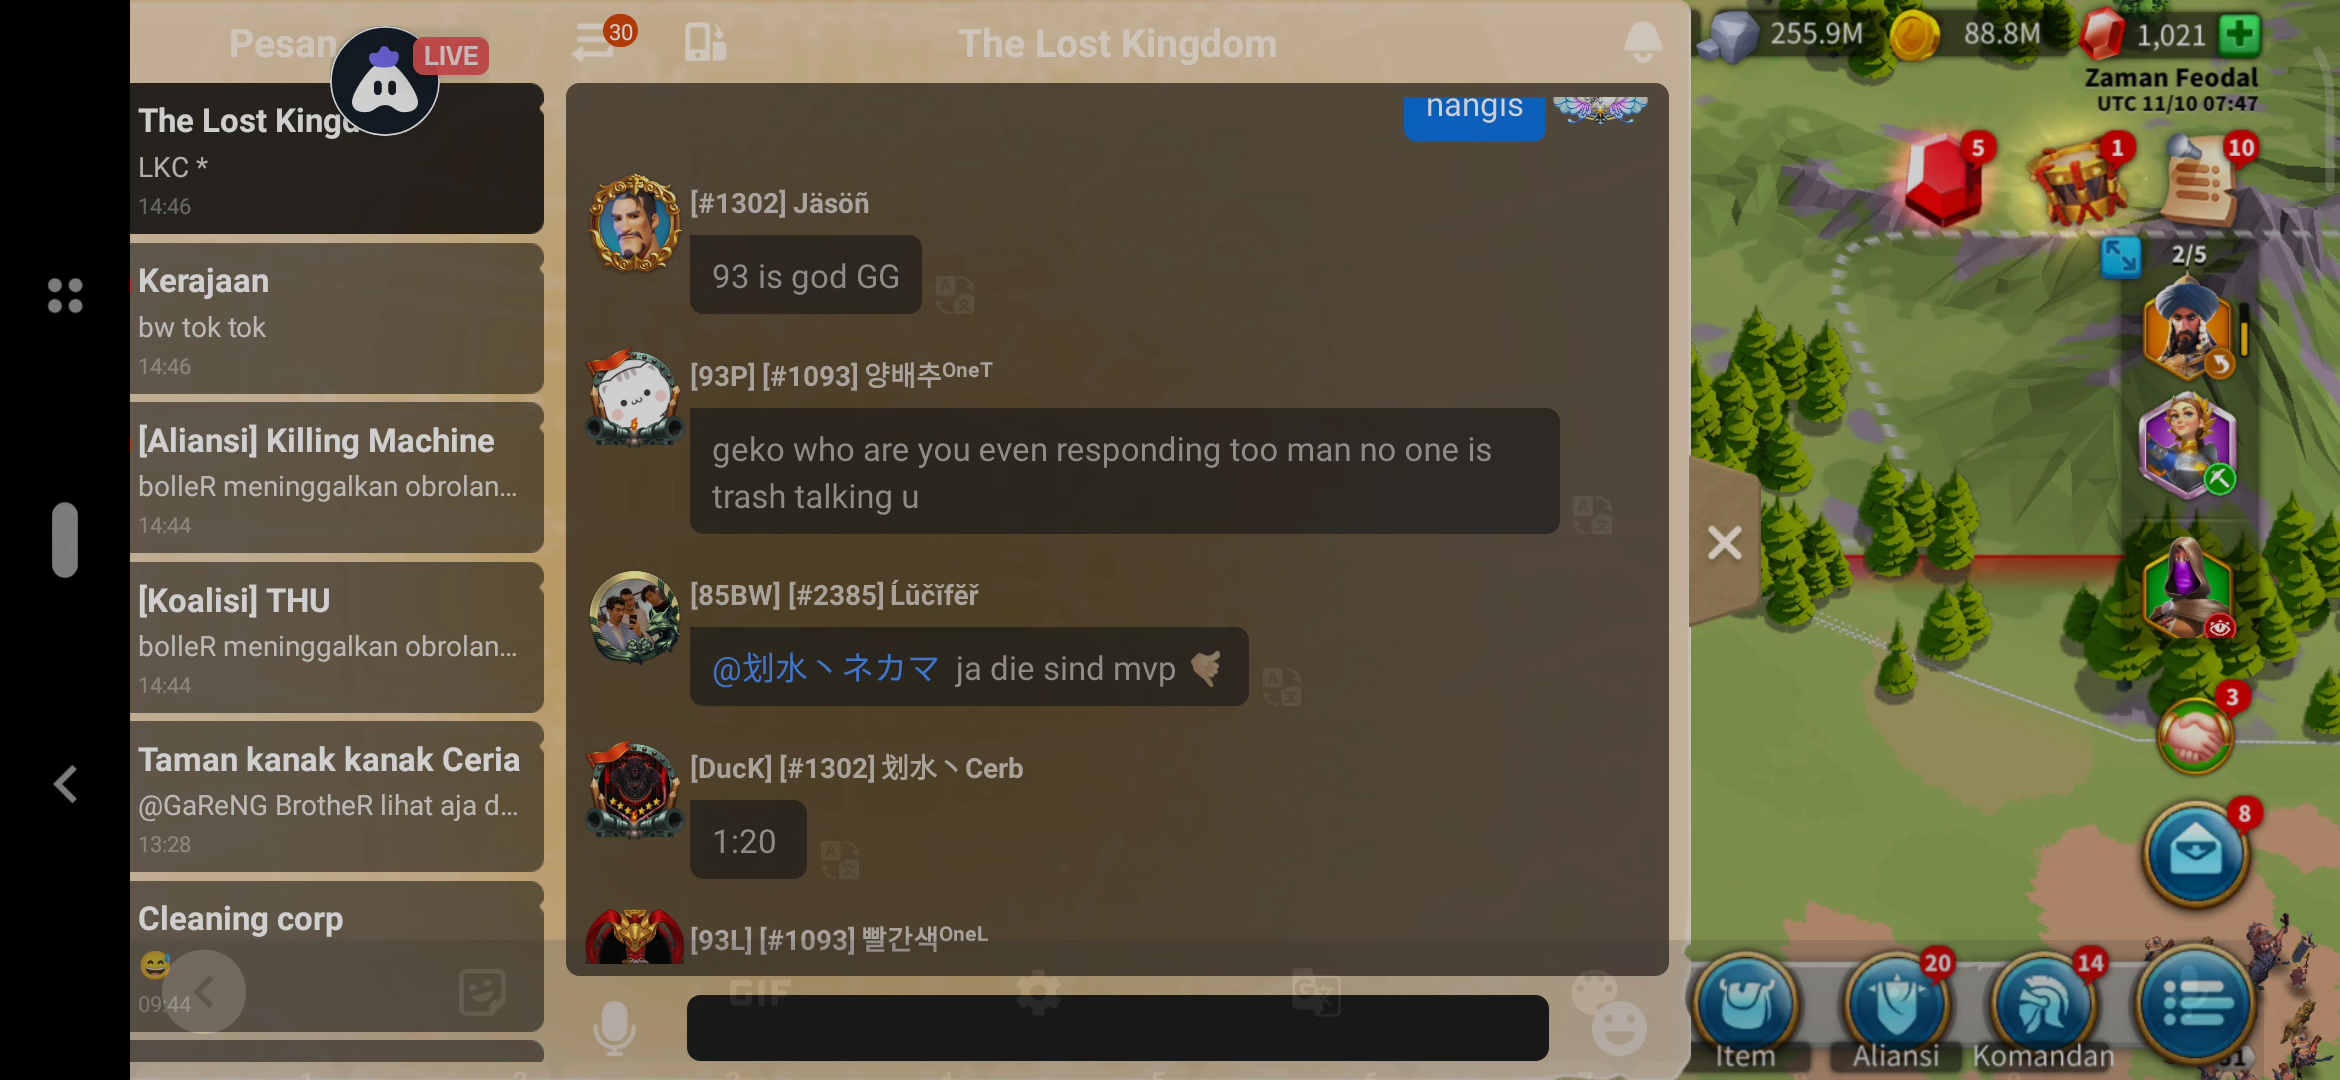 Pesan
LIVE
30
The Lost Kingdom
255.9M
88.8M
1,021
Zaman Feodal
UTC 11/10 07:47
The Lost Kingd
LKC *
14:46
Kerajaan
bw tok tok
14:46
[Aliansi] Killing Machine
bolleR meninggalkan obrolan...
14:44
[Koalisi] THU
bolleR meninggalkan obrolan...
14:44
Taman kanak kanak Ceria
@GaReNG BrotheR lihat aja d...
13:28
Cleaning corp
😅
09:44
nangis
[#1302] Jäsöñ
93 is god GG
[93P] [#1093] 양배추ᴼⁿᵉᵀ
geko who are you even responding too man no one is
trash talking u
[85BW] [#2385] Ĺŭčĭfĕř
@划水丶ネカマ ja die sind mvp 🤙
[DucK] [#1302] 划水丶Cerb
1:20
[93L] [#1093] 빨간색ᴼⁿᵉᴸ
GIF
5
1
10
2/5
3
8
20
14
Item
Aliansi
Komandan